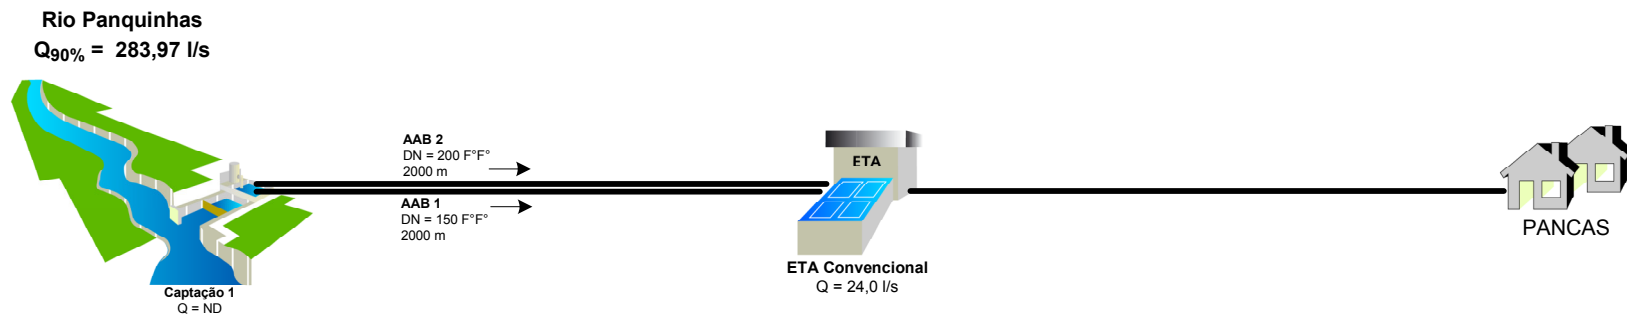 Rio Panquinhas
Q90% = 283,97 l/s
AAB 2
DN = 200 F°F°
2000 m
AAB 1
DN = 150 F°F°
2000 m
ETA
ETA Convencional
Q = 24,0 l/s
Captação 1
Q = ND
PANCAS